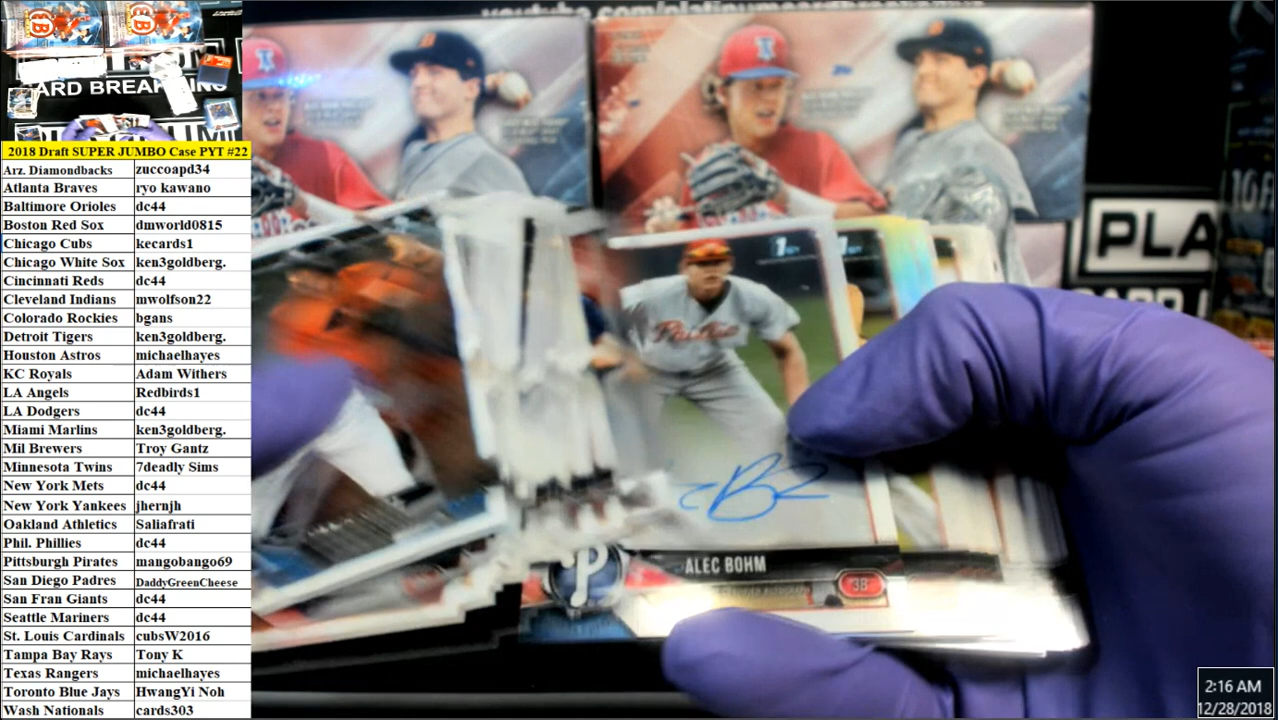 youtube.com/platinum
ARD BREAKING
2018 Draft SUPER JUMBO Case PYT #22
Arz. Diamondbacks zuccoapd34
Atlanta Braves ryo kawano
Baltimore Orioles dc44
Boston Red Sox dmworld0815
Chicago Cubs kecards1
Chicago White Sox ken3goldberg.
Cincinnati Reds dc44
Cleveland Indians mwolfson22
Colorado Rockies bgans
Detroit Tigers ken3goldberg.
Houston Astros michaelhayes
KC Royals Adam Withers
LA Angels Redbirds1
LA Dodgers dc44
Miami Marlins ken3goldberg.
Mil Brewers Troy Gantz
Minnesota Twins 7deadly Sims
New York Mets dc44
New York Yankees jhernjh
Oakland Athletics Saliafrati
Phil. Phillies dc44
Pittsburgh Pirates mangobango69
San Diego Padres DaddyGreenCheese
San Fran Giants dc44
Seattle Mariners dc44
St. Louis Cardinals cubsW2016
Tampa Bay Rays Tony K
Texas Rangers michaelhayes
Toronto Blue Jays HwangYi Noh
Wash Nationals cards303
PLA
Phillies
ALEC BOHM
3B
2:16 AM
12/28/2018